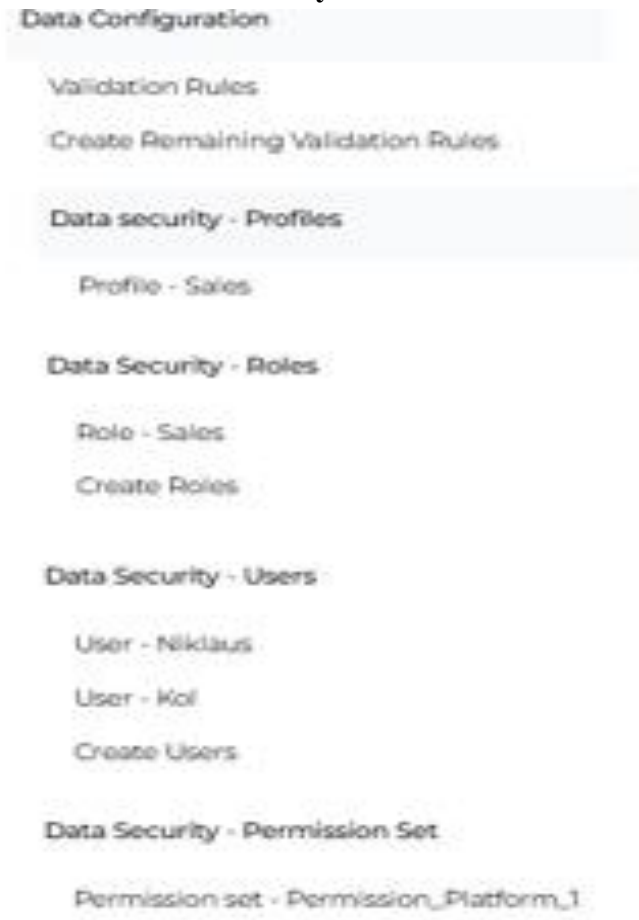 Data Configuration
Validation Rules
Create Remaining Validation Rules
Data security - Profiles
Profile - Sales
Data Security - Roles
Role - Sales
Create Roles
Data Security - Users
User - Niklaus
User - Kol
Create Users
Data Security - Permission Set
Permission set - Permission_Platform_1